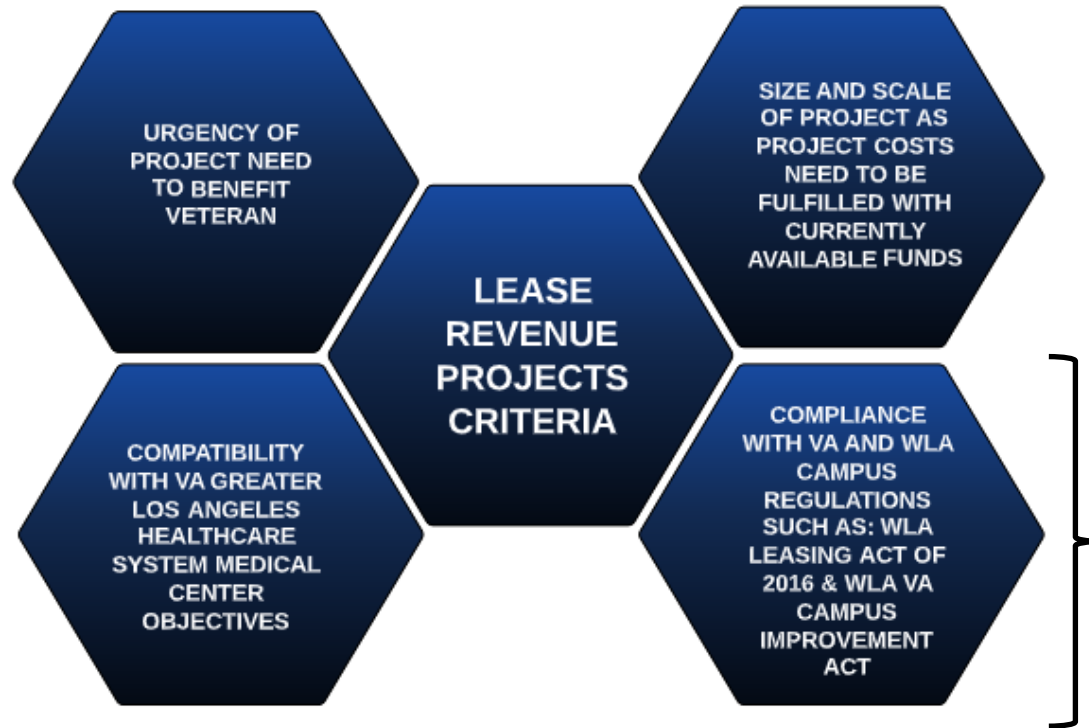 URGENCY OF
PROJECT NEED
TO BENEFIT
VETERAN
SIZE AND SCALE
OF PROJECT AS
PROJECT COSTS
NEED TO BE
FULFILLED WITH
CURRENTLY
AVAILABLE FUNDS
LEASE
REVENUE
PROJECTS
CRITERIA
COMPATIBILITY
WITH VA GREATER
LOS ANGELES
HEALTHCARE
SYSTEM MEDICAL
CENTER
OBJECTIVES
COMPLIANCE
WITH VA AND WLA
CAMPUS
REGULATIONS
SUCH AS: WLA
LEASING ACT OF
2016 & WLA VA
CAMPUS
IMPROVEMENT
ACT